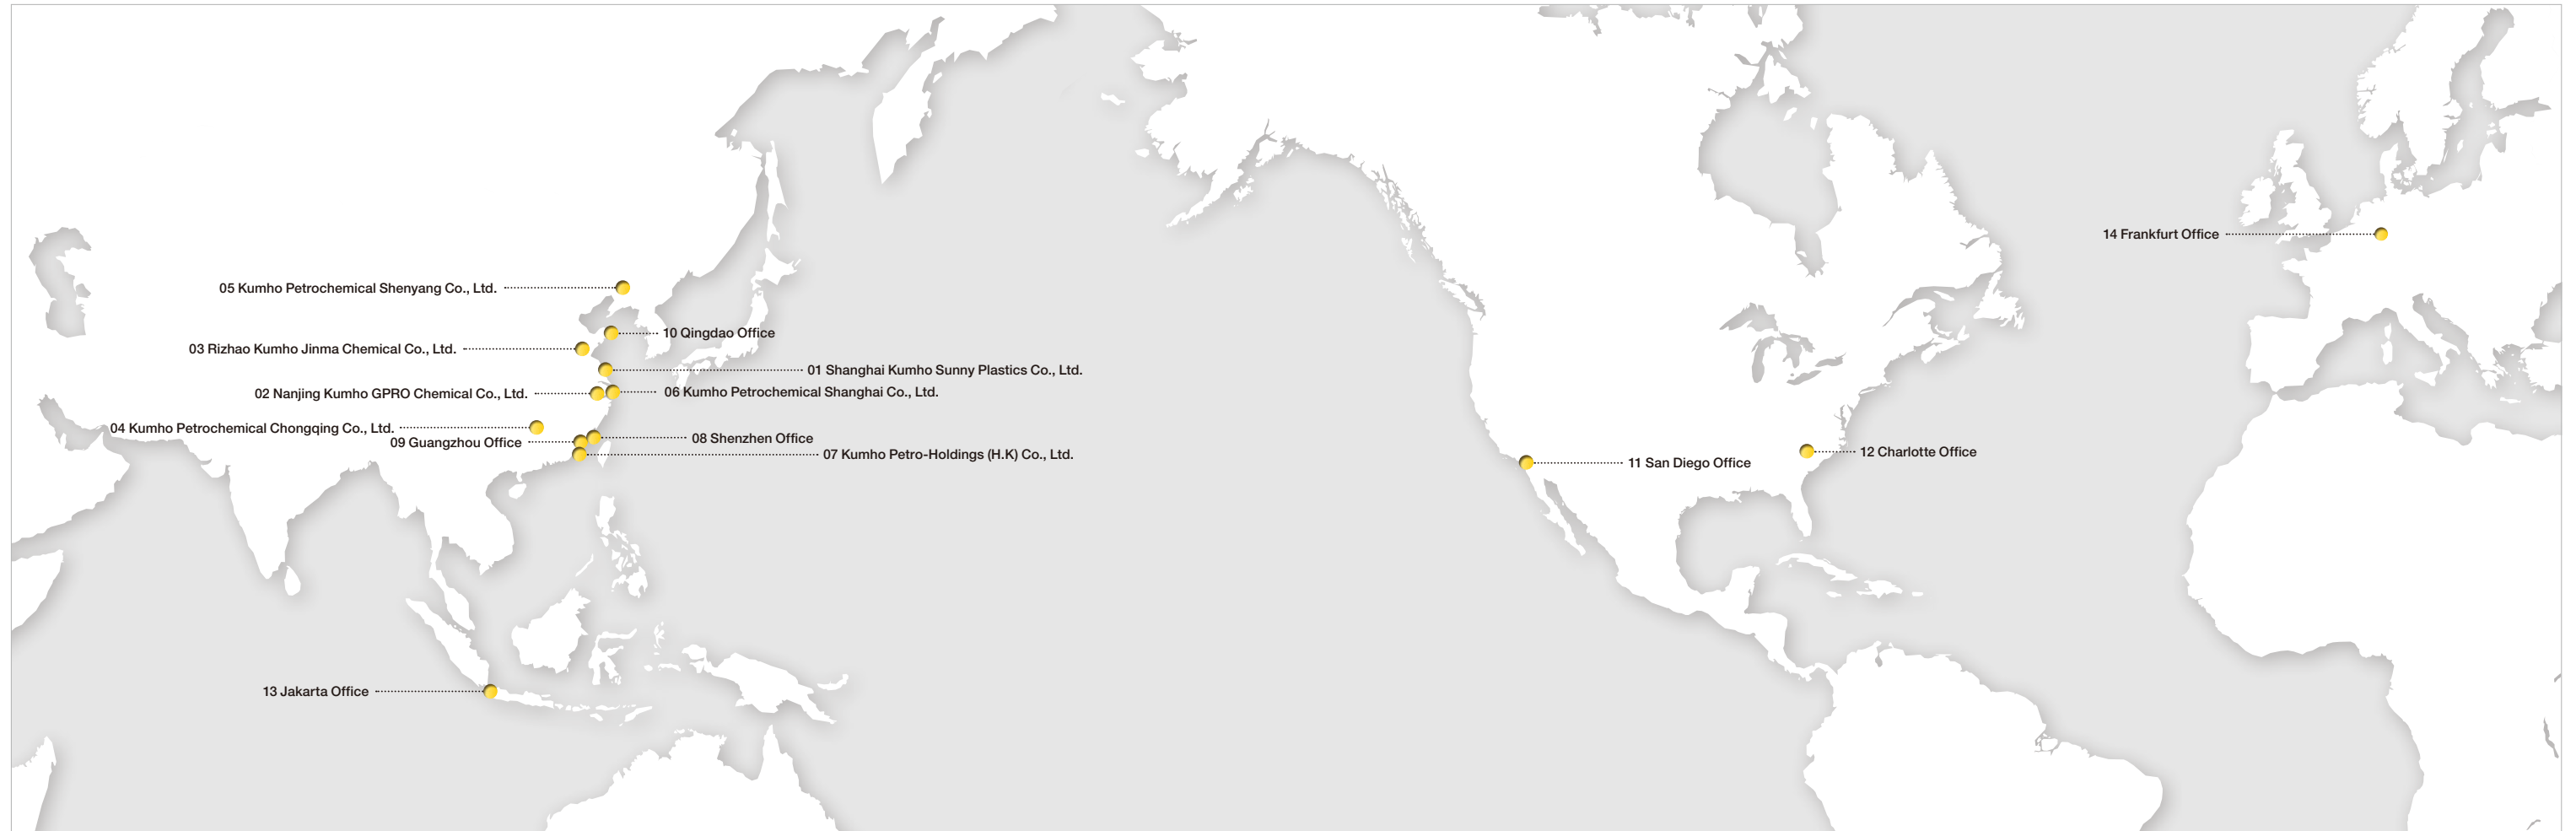 14 Frankfurt Office
05 Kumho Petrochemical Shenyang Co., Ltd.
10 Qingdao Office
03 Rizhao Kumho Jinma Chemical Co., Ltd.
01 Shanghai Kumho Sunny Plastics Co., Ltd.
02 Nanjing Kumho GPRO Chemical Co., Ltd.
06 Kumho Petrochemical Shanghai Co., Ltd.
04 Kumho Petrochemical Chongqing Co., Ltd.
09 Guangzhou Office
08 Shenzhen Office
07 Kumho Petro-Holdings (H.K) Co., Ltd.
11 San Diego Office
12 Charlotte Office
13 Jakarta Office